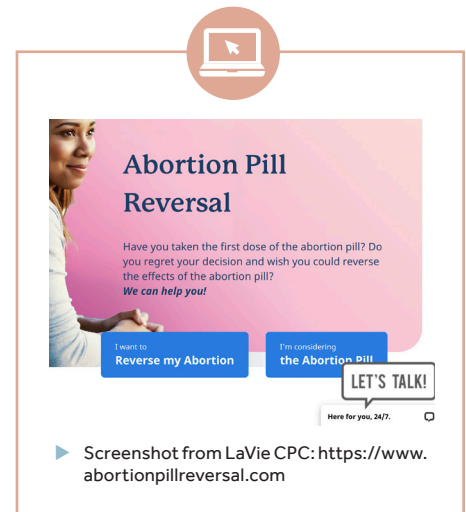 Abortion Pill
Reversal
Have you taken the first dose of the abortion pill? Do
you regret your decision and wish you could reverse
the effects of the abortion pill?
We can help you!
I want to
Reverse my Abortion
I'm considering
the Abortion Pill
LET'S TALK!
Here for you, 24/7.
Screenshot from LaVie CPC: https://www.
abortionpillreversal.com